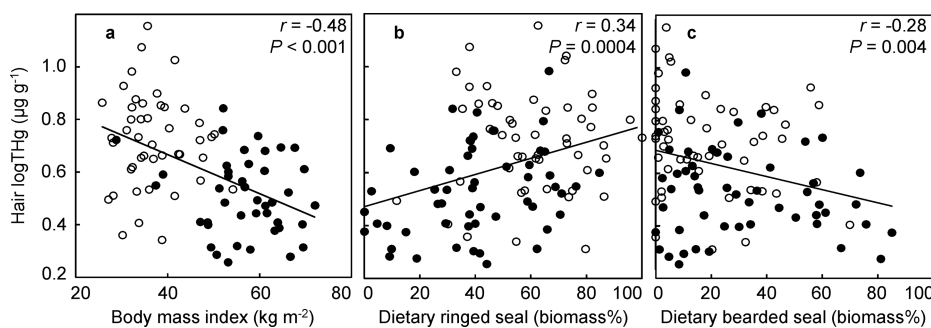 a
r = -0.48
P < 0.001
b
r = 0.34
P = 0.0004
c
r = -0.28
P = 0.004
Hair logTHg (µg g⁻¹)
1.0
0.8
0.6
0.4
0.2
20 40 60 80
0 20 40 60 80 100
0 20 40 60 80 100
Body mass index (kg m⁻²)
Dietary ringed seal (biomass%)
Dietary bearded seal (biomass%)